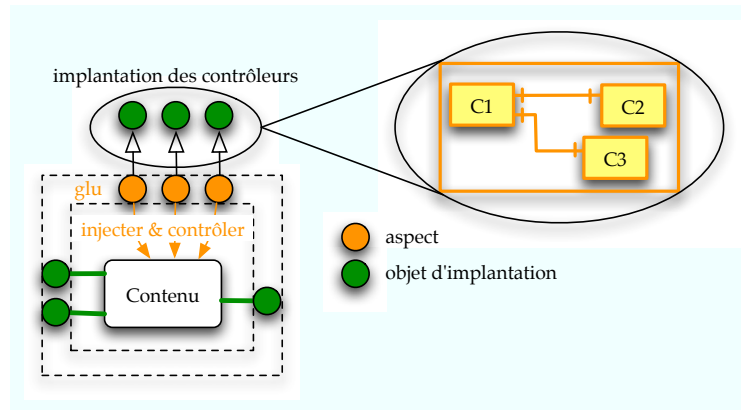 implantation des contrôleurs
C1
C2
C3
glu
injecter & contrôler
Contenu
aspect
objet d'implantation